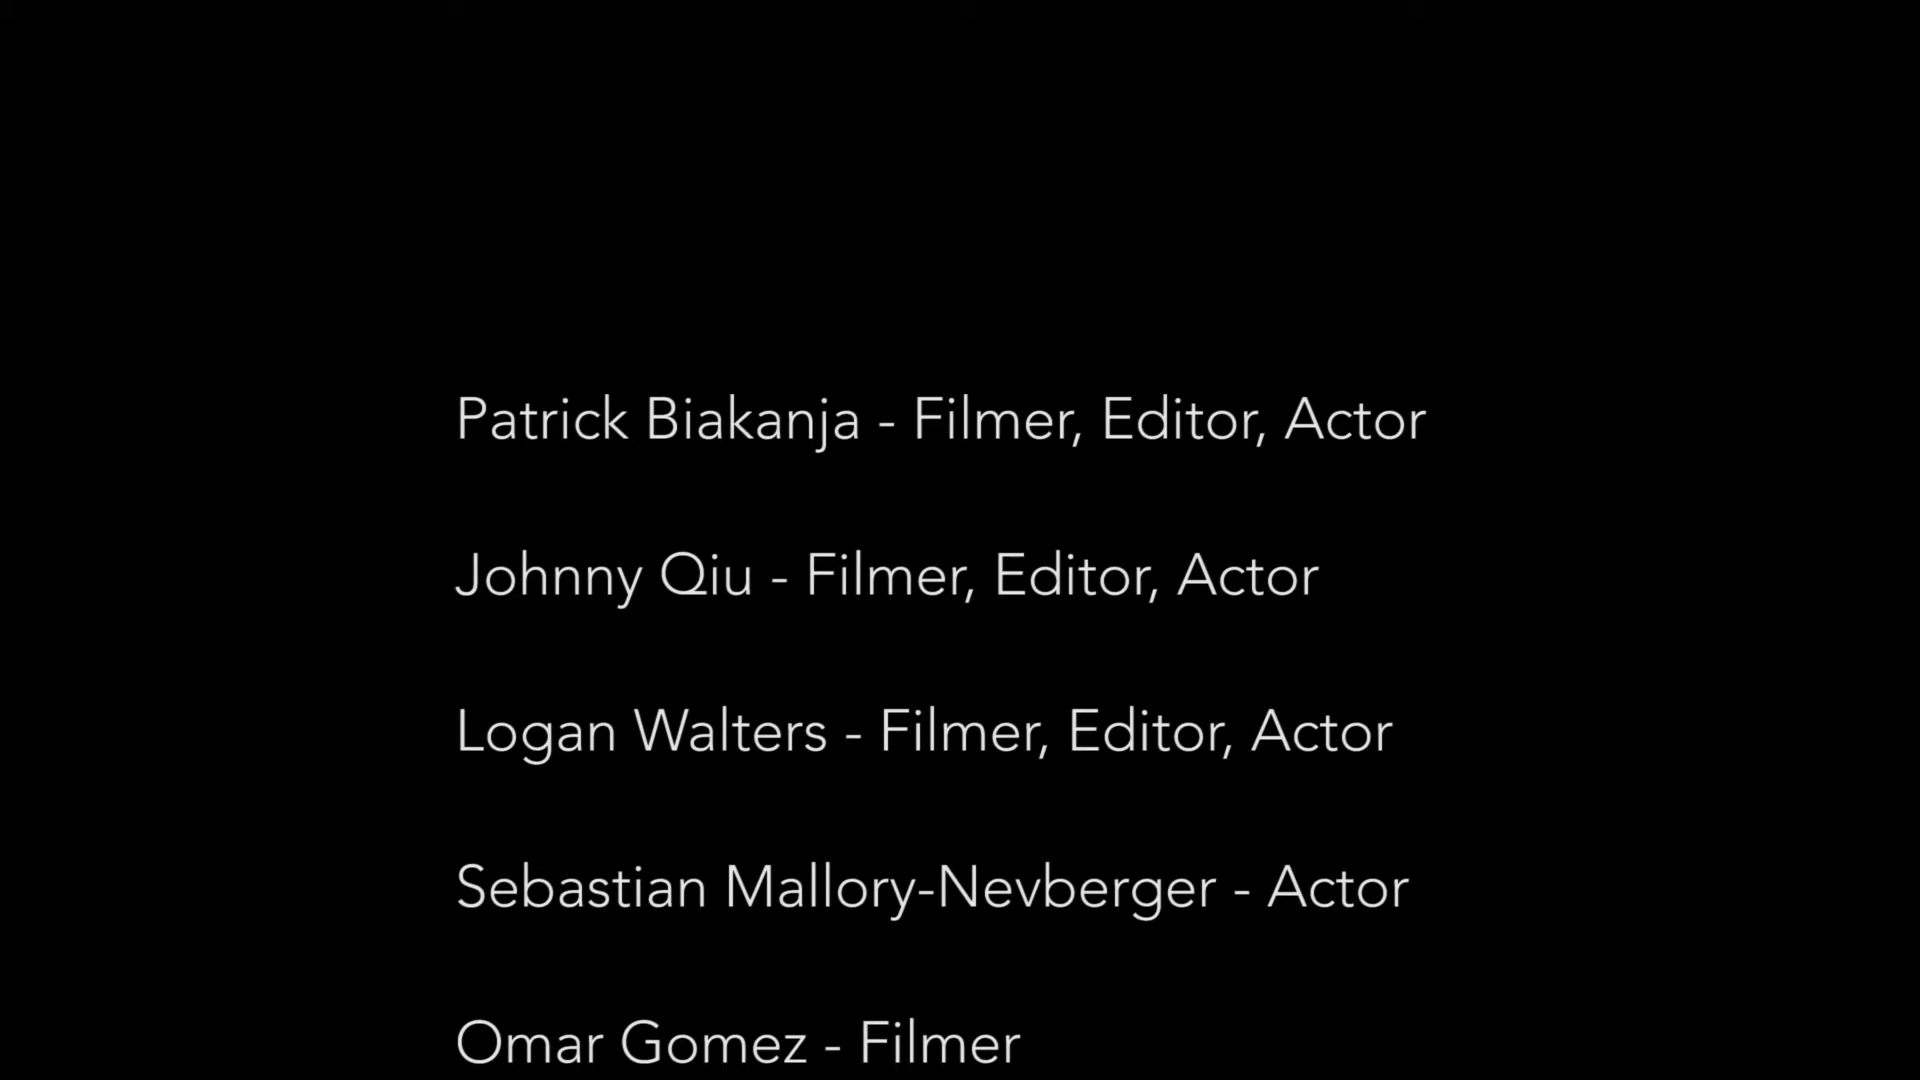 Patrick Biakanja - Filmer, Editor, Actor
Johnny Qiu - Filmer, Editor, Actor
Logan Walters - Filmer, Editor, Actor
Sebastian Mallory-Nevberger - Actor
Omar Gomez - Filmer